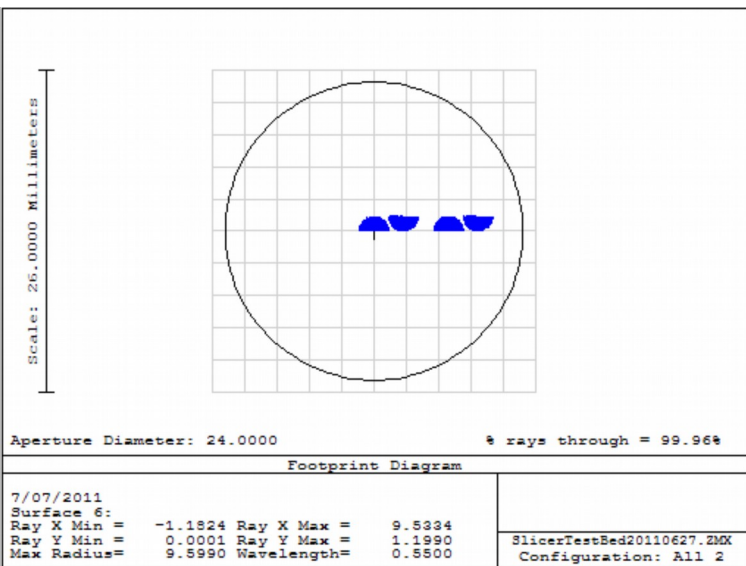 Scale: 26.0000 Millimeters
Aperture Diameter: 24.0000 % rays through = 99.96%
Footprint Diagram
7/07/2011
Surface 6:
Ray X Min = -1.1824 Ray X Max = 9.5334
Ray Y Min = 0.0001 Ray Y Max = 1.1990
Max Radius= 9.5990 Wavelength= 0.5500
SlicerTestBed20110627.ZMX
Configuration: All 2